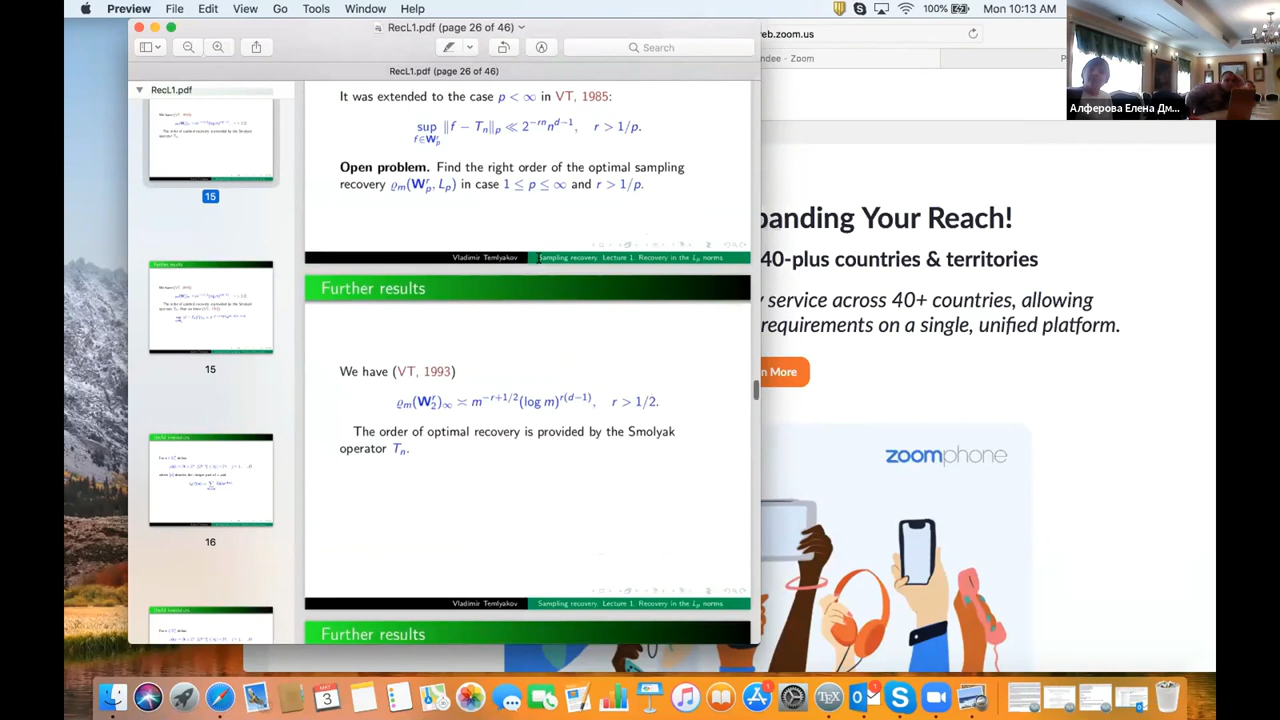 Preview File Edit View Go Tools Window Help 100% Mon 10:13 AM
RecL1.pdf (page 26 of 46)
Search
RecL1.pdf (page 26 of 46)
RecL1.pdf
15
15
16
It was extended to the case p < ∞ in VT, 1985:
sup_{f∈W^r_p} ‖f − T_n‖_p ≪ 2^{−rn} n^{d−1}, r > 1/p.
Open problem. Find the right order of the optimal sampling
recovery ϱ_m(W^r_p, L_p) in case 1 ≤ p ≤ ∞ and r > 1/p.
Vladimir Temlyakov Sampling recovery. Lecture 1. Recovery in the L_p norms
Further results
We have (VT, 1993)
ϱ_m(W^r_2)_∞ ≍ m^{−r+1/2}(log m)^{r(d−1)}, r > 1/2.
The order of optimal recovery is provided by the Smolyak
operator T_n.
Vladimir Temlyakov Sampling recovery. Lecture 1. Recovery in the L_p norms
Further results
eb.zoom.us
ndee - Zoom
Алферова Елена Дм...
panding Your Reach!
40-plus countries & territories
service across 40+ countries, allowing
requirements on a single, unified platform.
n More
zoomphone